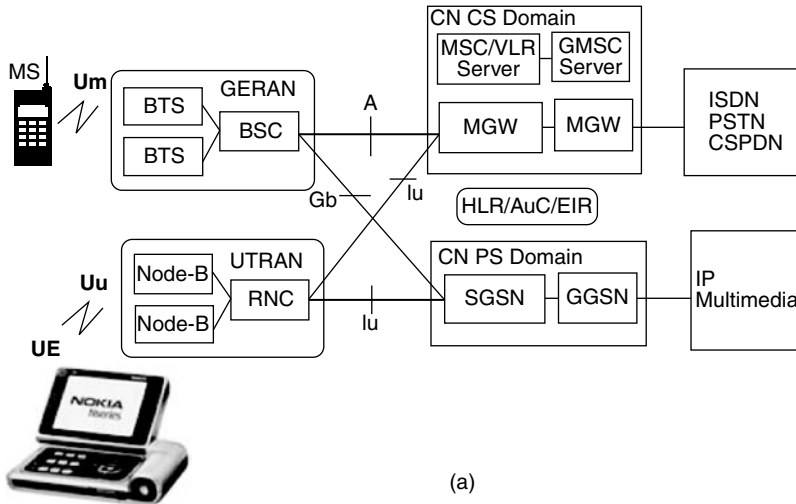 CN CS Domain
MSC/VLR
Server
GMSC
Server
MS
Um
GERAN
BTS
BTS
BSC
A
MGW
MGW
ISDN
PSTN
CSPDN
Gb
Iu
HLR/AuC/EIR
CN PS Domain
Uu
UTRAN
Node-B
Node-B
RNC
Iu
SGSN
GGSN
IP
Multimedia
UE
NOKIA
Nseries
(a)